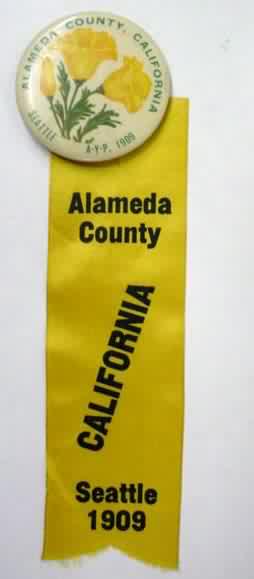 ALAMEDA COUNTY, CALIFORNIA
SEATTLE A-Y-P. 1909
Alameda
County
CALIFORNIA
Seattle
1909